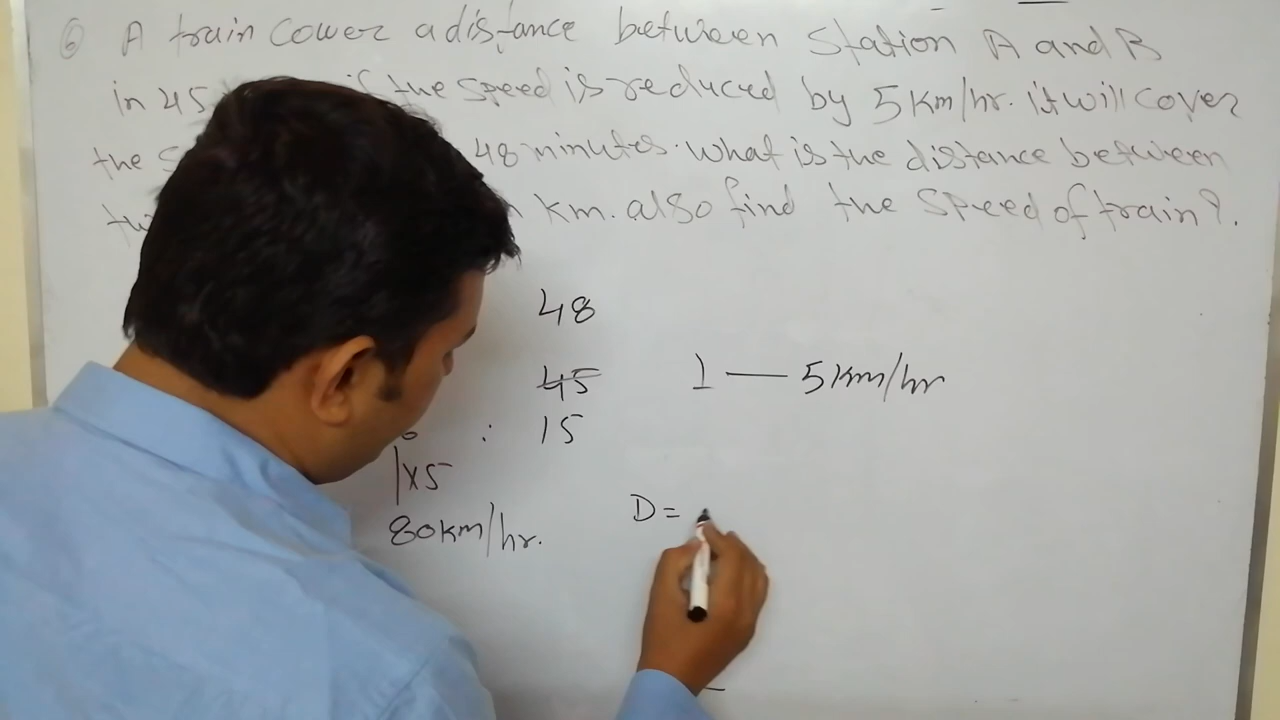 6 A train Cover a distance between Station A and B
in 45 if the speed is reduced by 5 Km/hr. it will cover
the 48 minutes. What is the distance between
Km. also find the Speed of train?.
48
45 1 — 5 km/hr
: 15
1x5
80 km/hr. D =